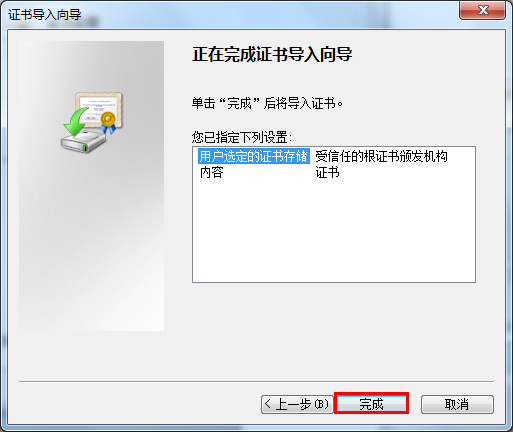 证书导入向导
正在完成证书导入向导
单击“完成”后将导入证书。
您已指定下列设置:
用户选定的证书存储 受信任的根证书颁发机构
内容 证书
< 上一步(B) 完成 取消